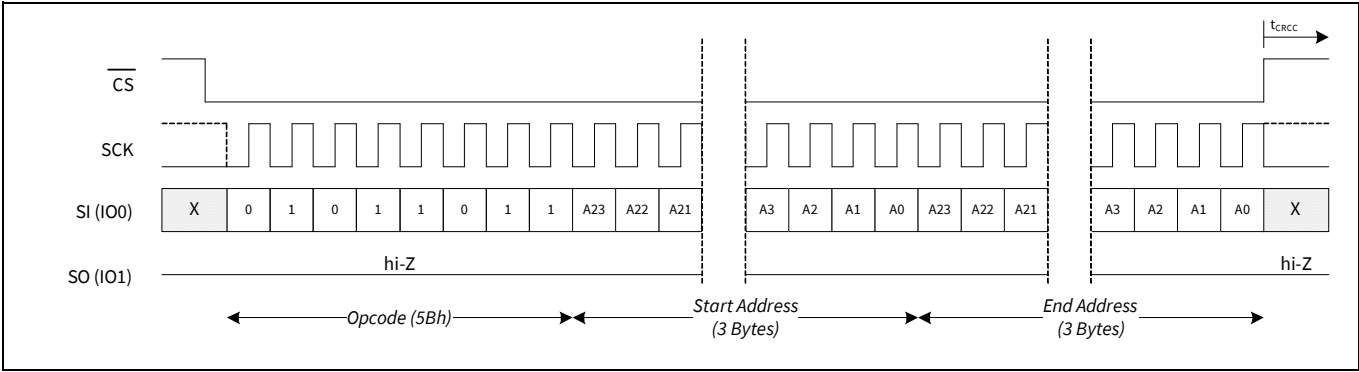 tCRCC
CS
SCK
SI (IO0) X 0 1 0 1 1 0 1 1 A23 A22 A21 A3 A2 A1 A0 A23 A22 A21 A3 A2 A1 A0 X
hi-Z hi-Z
SO (IO1)
Opcode (5Bh) Start Address (3 Bytes) End Address (3 Bytes)